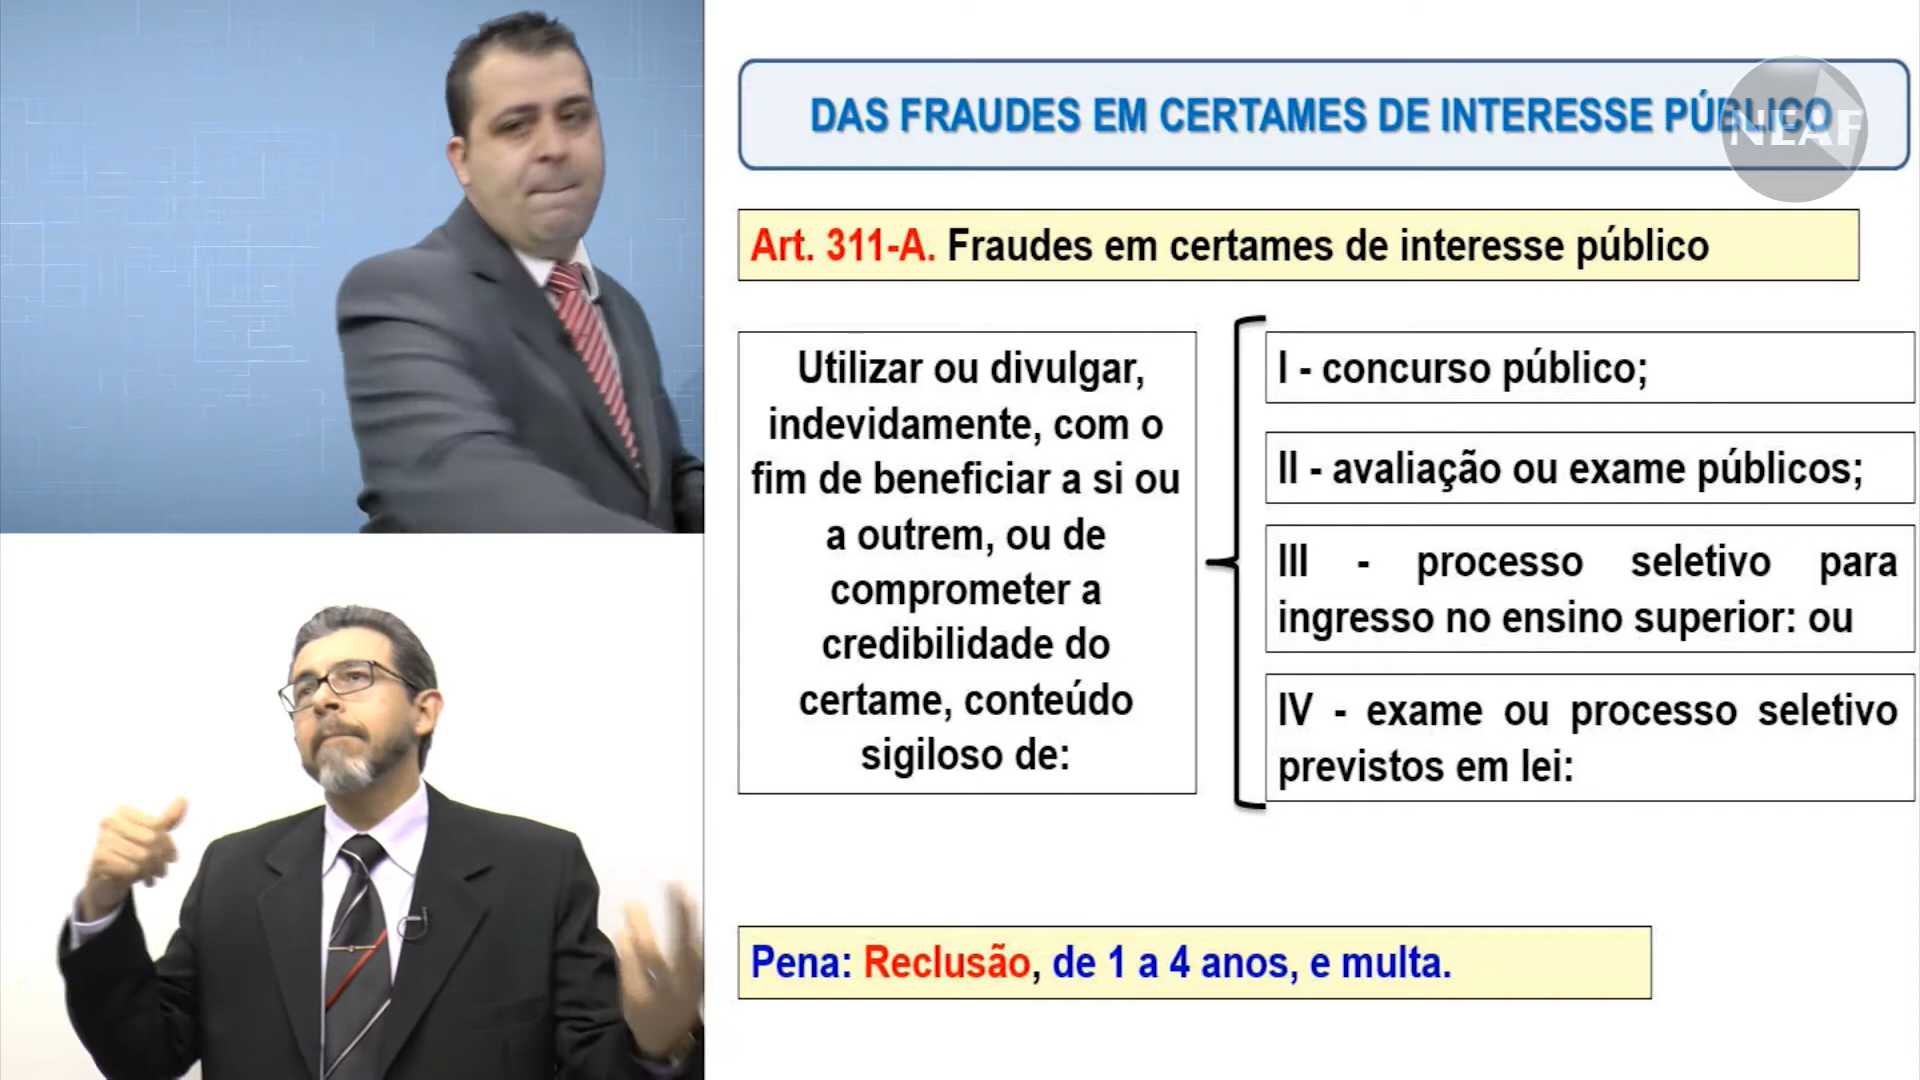 DAS FRAUDES EM CERTAMES DE INTERESSE PÚBLICO
NEAF
Art. 311-A. Fraudes em certames de interesse público
Utilizar ou divulgar,
indevidamente, com o
fim de beneficiar a si ou
a outrem, ou de
comprometer a
credibilidade do
certame, conteúdo
sigiloso de:
I - concurso público;
II - avaliação ou exame públicos;
III - processo seletivo para
ingresso no ensino superior: ou
IV - exame ou processo seletivo
previstos em lei:
Pena: Reclusão, de 1 a 4 anos, e multa.